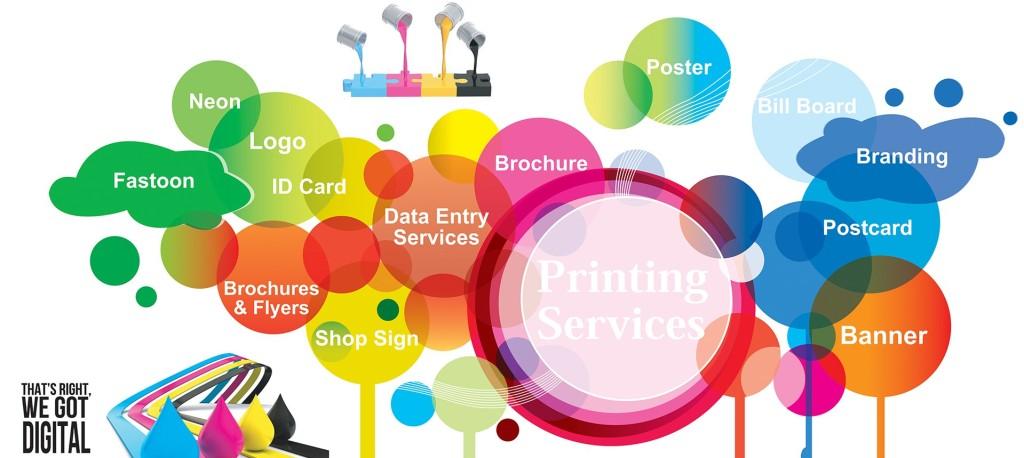 Neon
Logo
Fastoon
ID Card
Data Entry
Services
Brochure
Brochures
& Flyers
Shop Sign
Printing
Services
Poster
Bill Board
Branding
Postcard
Banner
THAT'S RIGHT,
WE GOT
DIGITAL